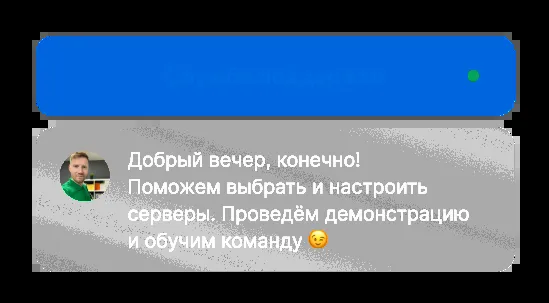 Добрый вечер, конечно!
Поможем выбрать и настроить
серверы. Проведём демонстрацию
и обучим команду 😉